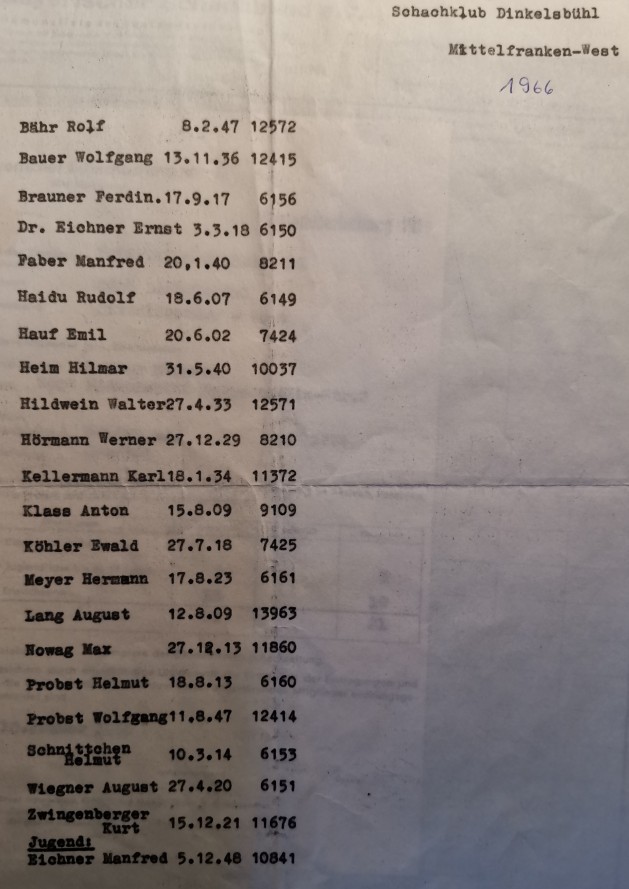 Schachklub Dinkelsbühl
Mittelfranken-West
1966
Bähr Rolf 8.2.47 12572
Bauer Wolfgang 13.11.36 12415
Brauner Ferdin.17.9.17 6156
Dr. Eichner Ernst 3.3.18 6150
Faber Manfred 20,1.40 8211
Haidu Rudolf 18.6.07 6149
Hauf Emil 20.6.02 7424
Heim Hilmar 31.5.40 10037
Hildwein Walter27.4.33 12571
Hörmann Werner 27.12.29 8210
Kellermann Karl18.1.34 11372
Klass Anton 15.8.09 9109
Köhler Ewald 27.7.18 7425
Meyer Hermann 17.8.23 6161
Lang August 12.8.09 13963
Nowag Max 27.12.13 11860
Probst Helmut 18.8.13 6160
Probst Wolfgang11.8.47 12414
Schnittchen
Helmut 10.3.14 6153
Wiegner August 27.4.20 6151
Zwingenberger
Kurt 15.12.21 11676
Jugend:
Eichner Manfred 5.12.48 10841